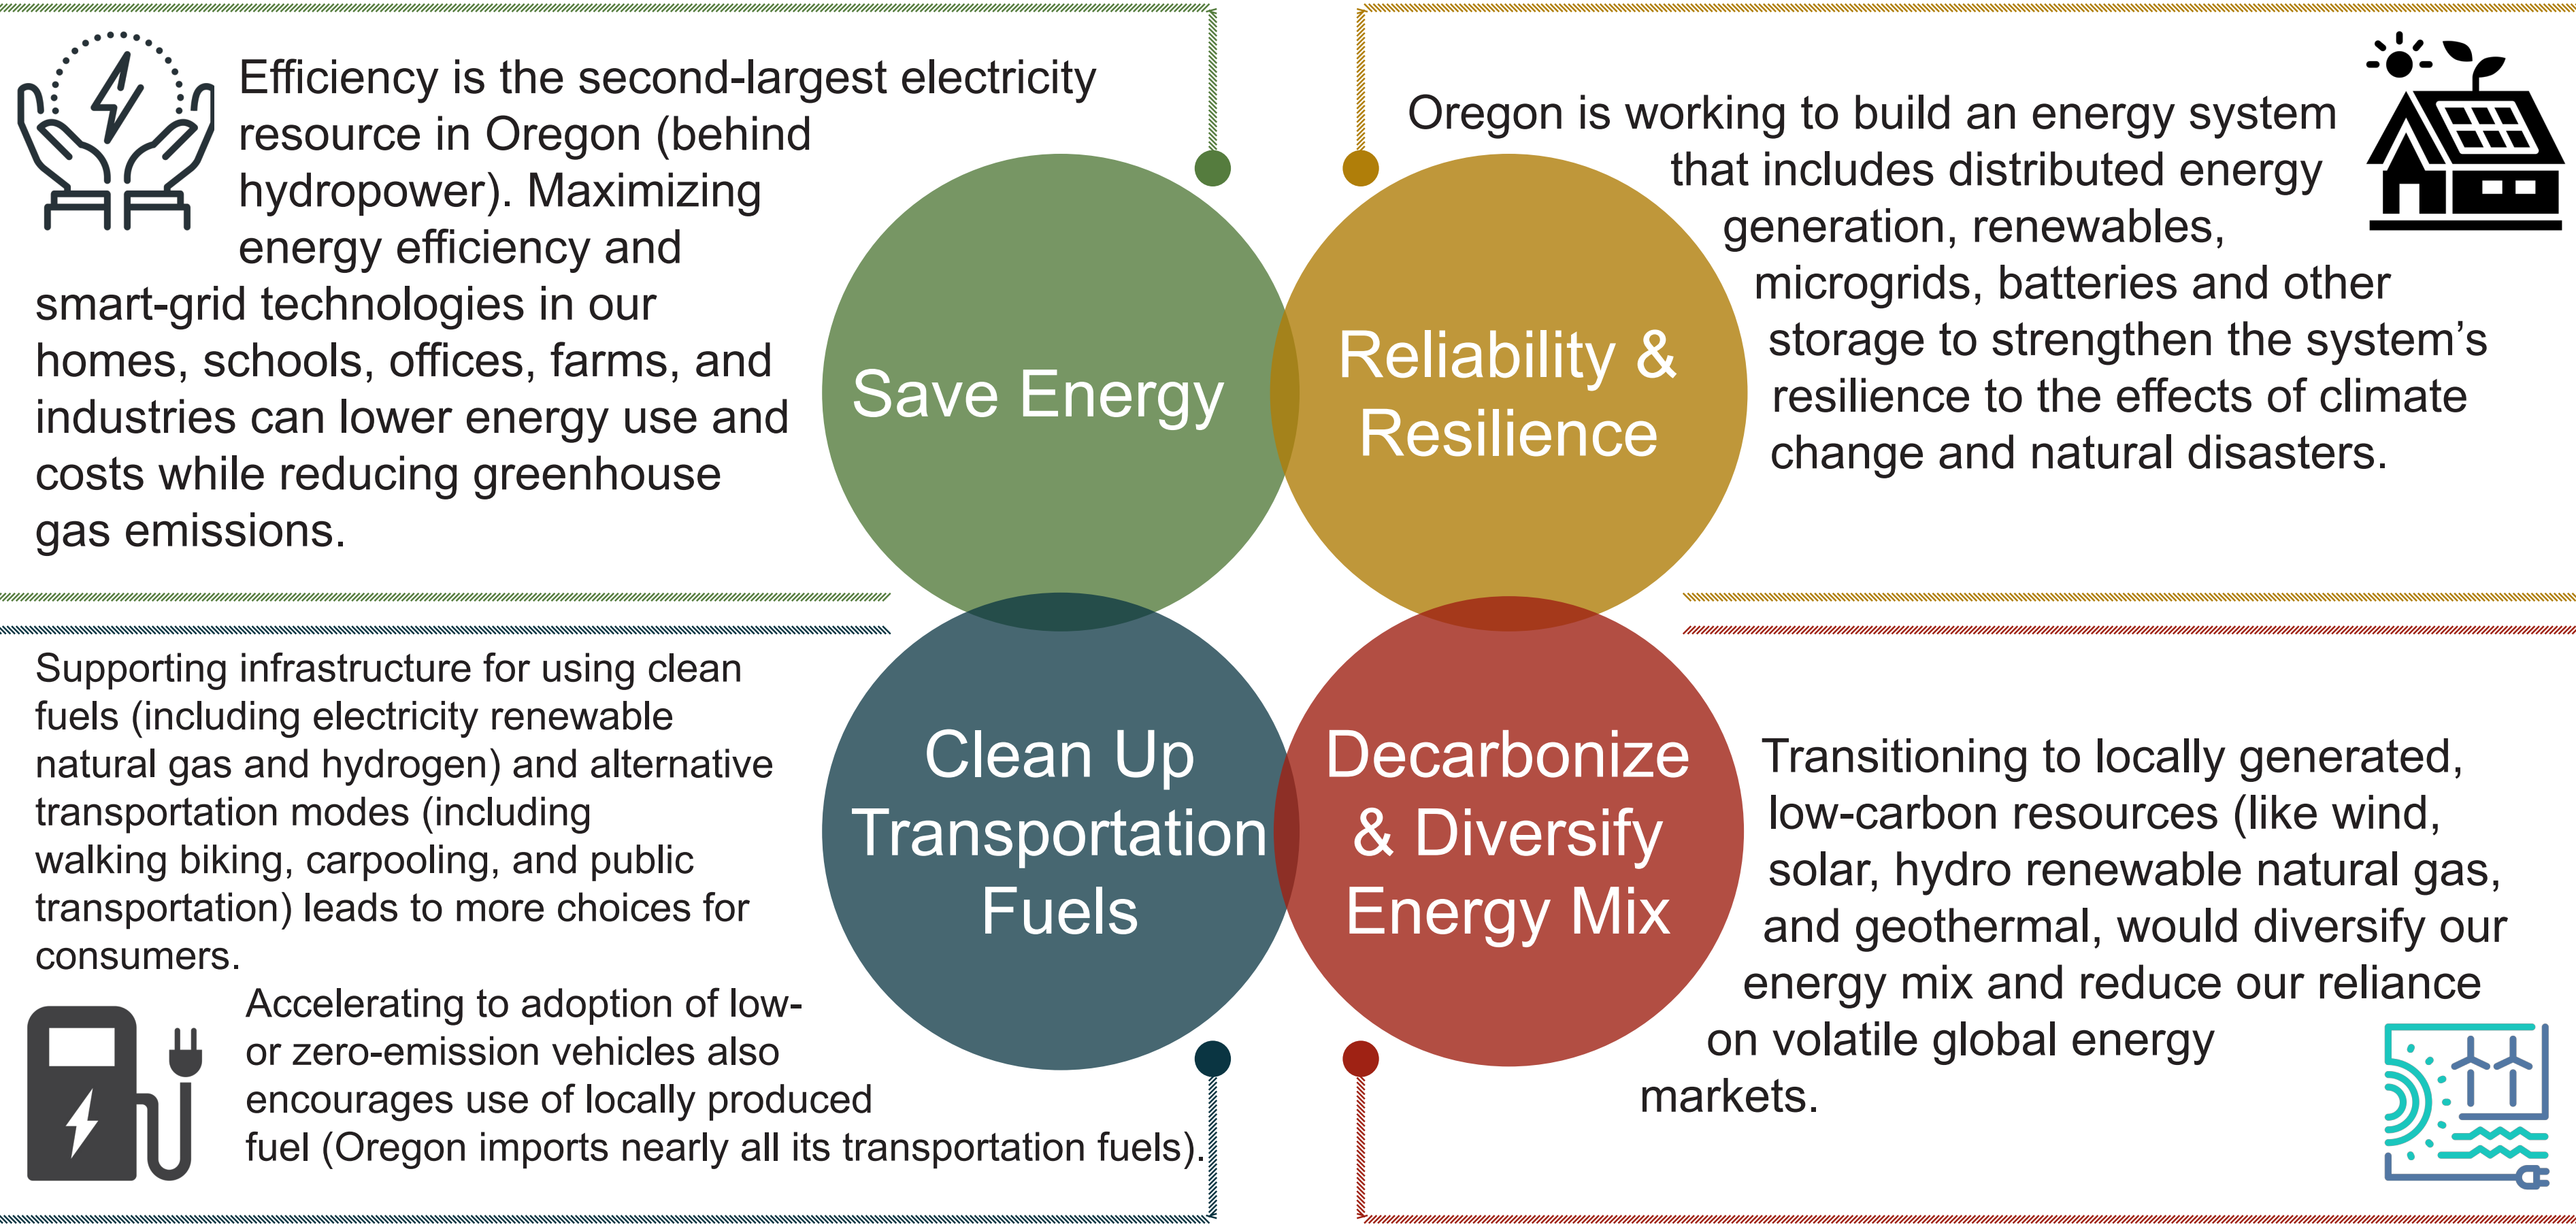 Efficiency is the second-largest electricity
resource in Oregon (behind
hydropower). Maximizing
energy efficiency and
smart-grid technologies in our
homes, schools, offices, farms, and
industries can lower energy use and
costs while reducing greenhouse
gas emissions.
Save Energy
Oregon is working to build an energy system
that includes distributed energy
generation, renewables,
microgrids, batteries and other
storage to strengthen the system’s
resilience to the effects of climate
change and natural disasters.
Reliability &
Resilience
Supporting infrastructure for using clean
fuels (including electricity renewable
natural gas and hydrogen) and alternative
transportation modes (including
walking biking, carpooling, and public
transportation) leads to more choices for
consumers.
Accelerating to adoption of low-
or zero-emission vehicles also
encourages use of locally produced
fuel (Oregon imports nearly all its transportation fuels).
Clean Up
Transportation
Fuels
Decarbonize
& Diversify
Energy Mix
Transitioning to locally generated,
low-carbon resources (like wind,
solar, hydro renewable natural gas,
and geothermal, would diversify our
energy mix and reduce our reliance
on volatile global energy
markets.